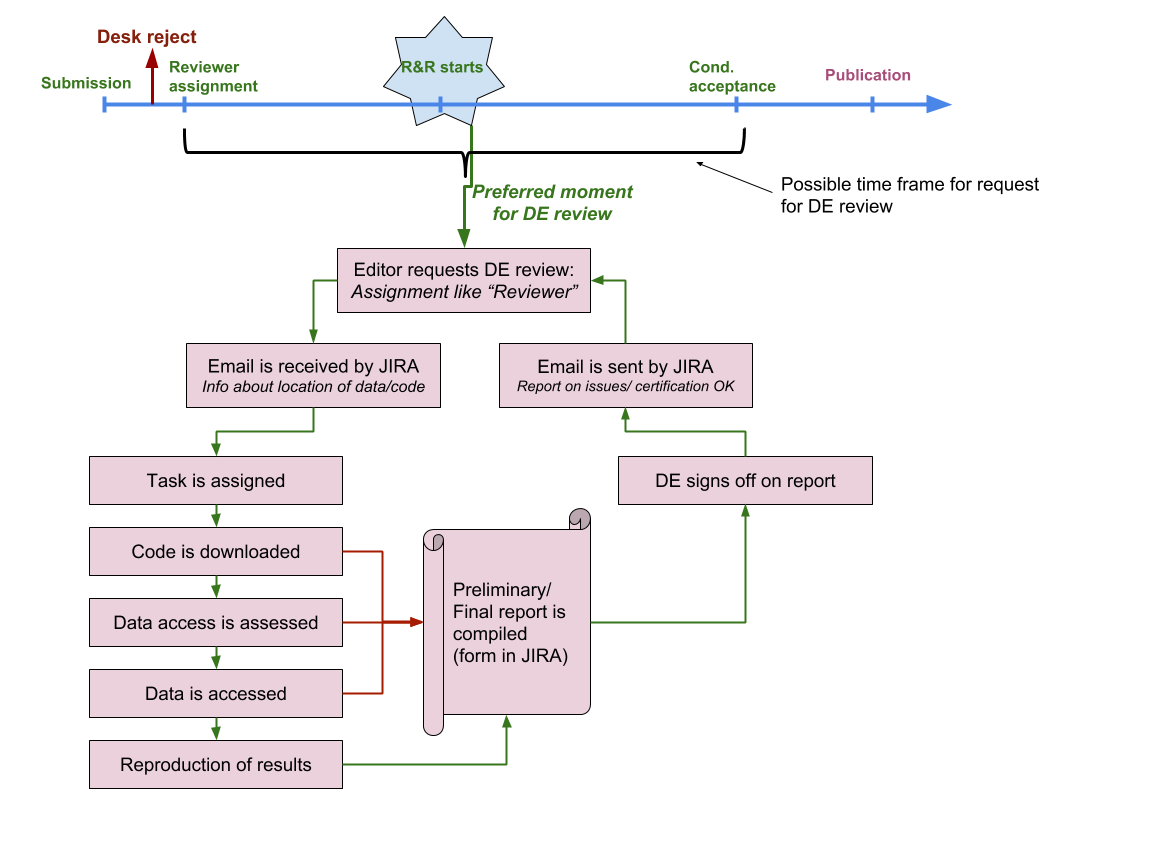 Desk reject
Submission
Reviewer
assignment
R&R starts
Cond.
acceptance
Publication
Possible time frame for request
for DE review
Preferred moment
for DE review
Editor requests DE review:
Assignment like “Reviewer”
Email is received by JIRA
Info about location of data/code
Email is sent by JIRA
Report on issues/ certification OK
Task is assigned
DE signs off on report
Code is downloaded
Data access is assessed
Data is accessed
Reproduction of results
Preliminary/
Final report is
compiled
(form in JIRA)